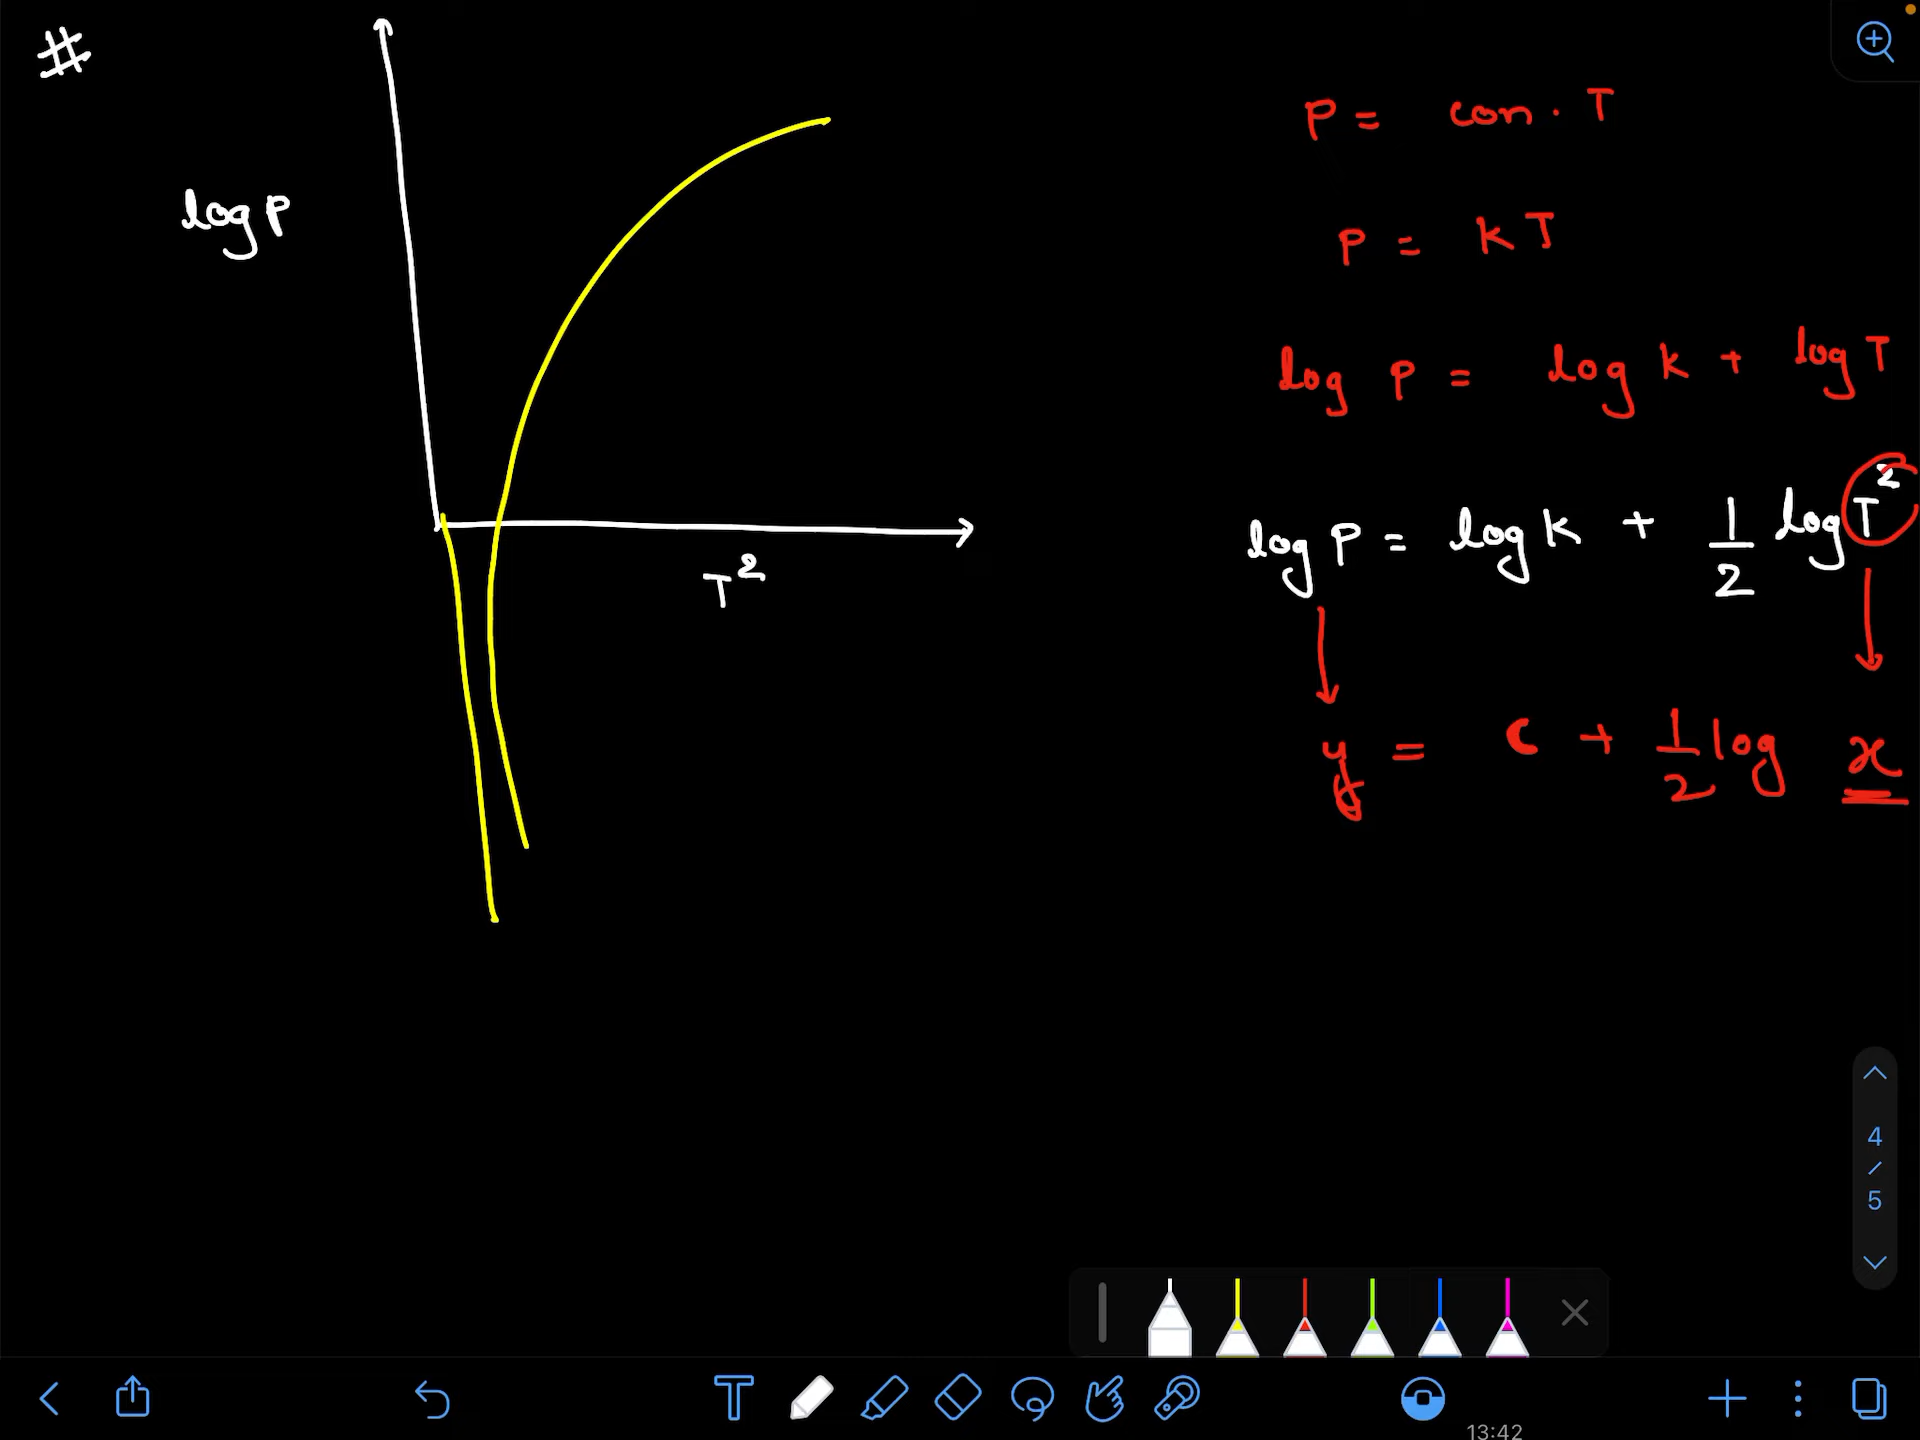 #
log P
T²
P = con. T
P = KT
log P = log K + log T
log P = log K + 1/2 log T²
y = c + 1/2 log x
4
/
5
T
13:42